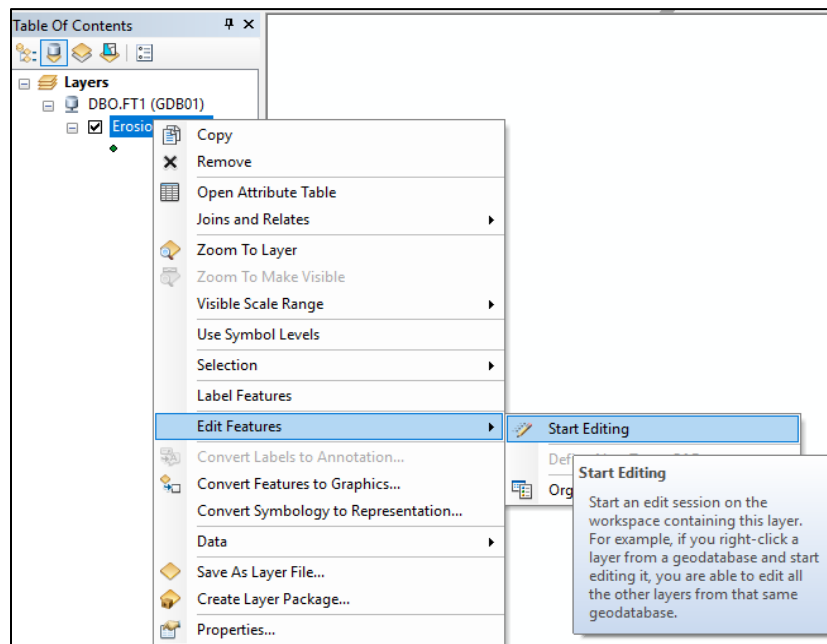 Table Of Contents
Layers
DBO.FT1 (GDB01)
Copy
Remove
Open Attribute Table
Joins and Relates
Zoom To Layer
Zoom To Make Visible
Visible Scale Range
Use Symbol Levels
Selection
Label Features
Edit Features
Start Editing
Convert Labels to Annotation...
Convert Features to Graphics...
Convert Symbology to Representation...
Data
Save As Layer File...
Create Layer Package...
Properties...
Start Editing
Start an edit session on the
workspace containing this layer.
For example, if you right-click a
layer from a geodatabase and start
editing it, you are able to edit all
the other layers from that same
geodatabase.